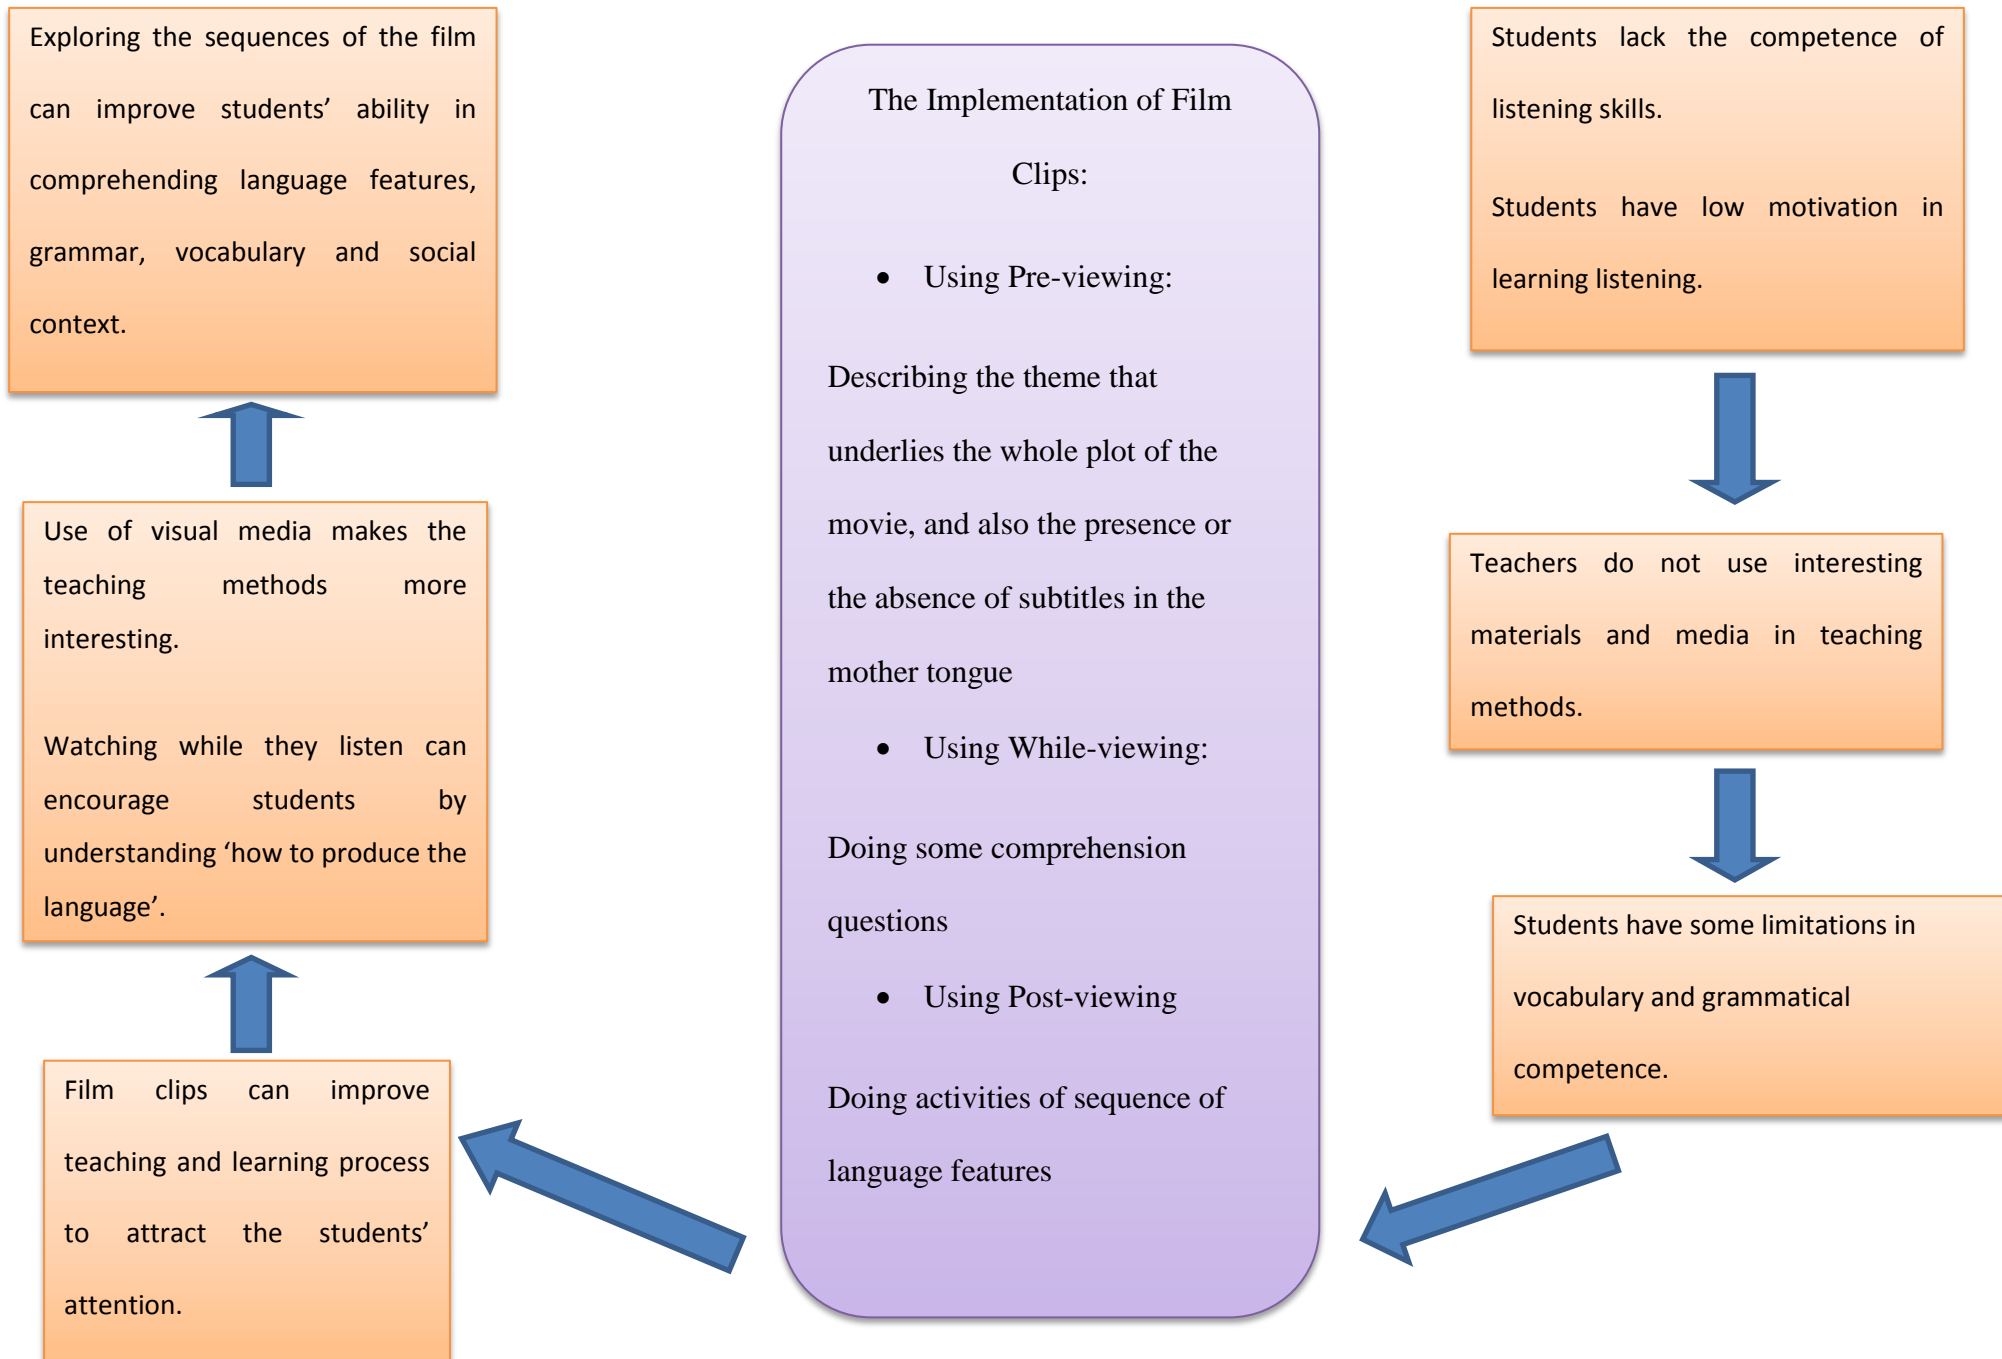 Exploring the sequences of the film
can improve students’ ability in
comprehending language features,
grammar, vocabulary and social
context.
Use of visual media makes the
teaching methods more
interesting.
Watching while they listen can
encourage students by
understanding ‘how to produce the
language’.
Film clips can improve
teaching and learning process
to attract the students’
attention.
The Implementation of Film
Clips:
• Using Pre-viewing:
Describing the theme that
underlies the whole plot of the
movie, and also the presence or
the absence of subtitles in the
mother tongue
• Using While-viewing:
Doing some comprehension
questions
• Using Post-viewing
Doing activities of sequence of
language features
Students lack the competence of
listening skills.
Students have low motivation in
learning listening.
Teachers do not use interesting
materials and media in teaching
methods.
Students have some limitations in
vocabulary and grammatical
competence.